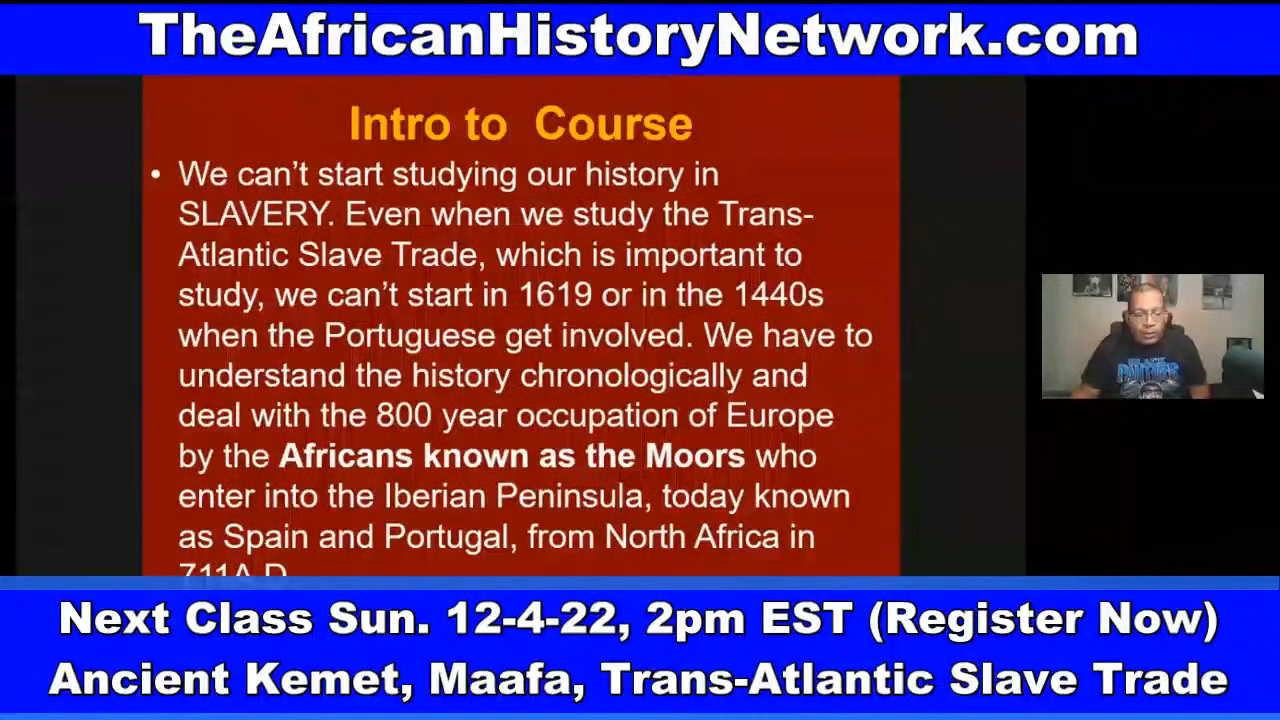 TheAfricanHistoryNetwork.com
Intro to Course
• We can't start studying our history in
SLAVERY. Even when we study the Trans-
Atlantic Slave Trade, which is important to
study, we can't start in 1619 or in the 1440s
when the Portuguese get involved. We have to
understand the history chronologically and
deal with the 800 year occupation of Europe
by the Africans known as the Moors who
enter into the Iberian Peninsula, today known
as Spain and Portugal, from North Africa in
711A.D.
BLACK
PANTHER
Next Class Sun. 12-4-22, 2pm EST (Register Now)
Ancient Kemet, Maafa, Trans-Atlantic Slave Trade